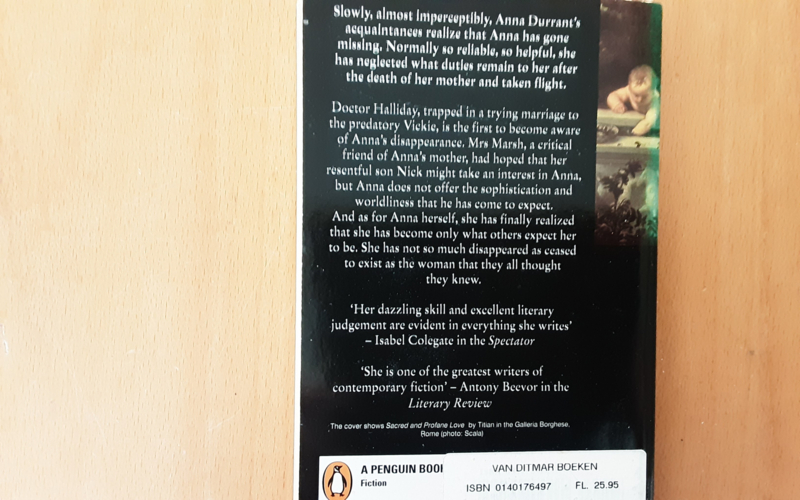 Slowly, almost imperceptibly, Anna Durrant's
acquaintances realize that Anna has gone
missing. Normally so reliable, so helpful, she
has neglected what duties remain to her after
the death of her mother and taken flight.
Doctor Halliday, trapped in a trying marriage to
the predatory Vickie, is the first to become aware
of Anna's disappearance. Mrs Marsh, a critical
friend of Anna's mother, had hoped that her
resentful son Nick might take an interest in Anna,
but Anna does not offer the sophistication and
worldliness that he has come to expect.
And as for Anna herself, she has finally realized
that she has become only what others expect her
to be. She has not so much disappeared as ceased
to exist as the woman that they all thought
they knew.
'Her dazzling skill and excellent literary
judgement are evident in everything she writes'
– Isabel Colegate in the Spectator
'She is one of the greatest writers of
contemporary fiction' – Antony Beevor in the
Literary Review
The cover shows Sacred and Profane Love by Titian in the Galleria Borghese,
Rome (photo: Scala)
A PENGUIN BOOK
Fiction
VAN DITMAR BOEKEN
ISBN 0140176497 FL. 25.95